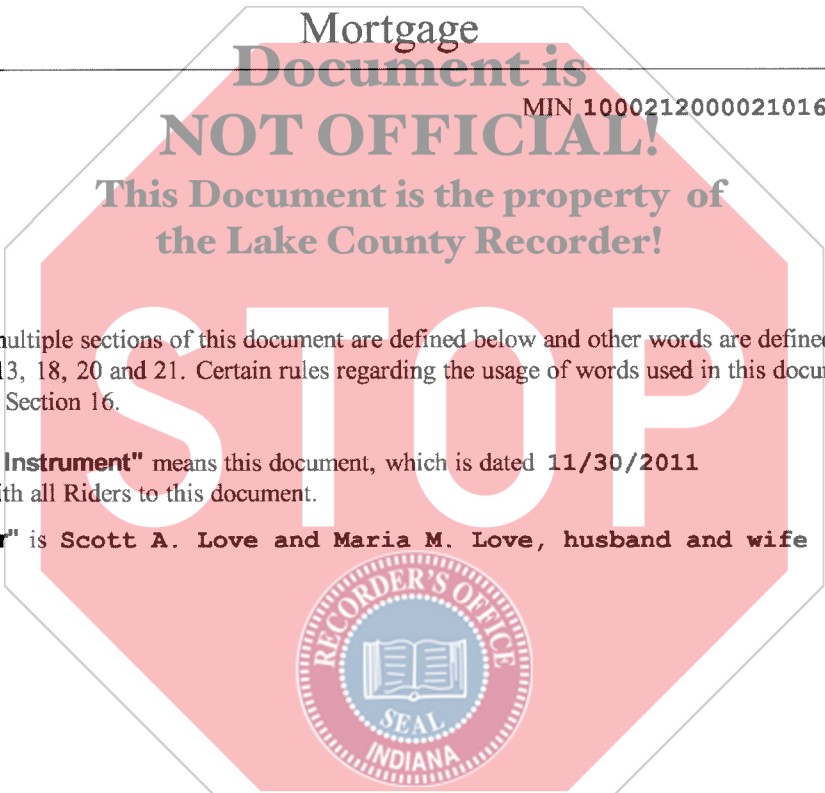 Mortgage
Document is
MIN 1000212000021016
NOT OFFICIAL!
This Document is the property of
the Lake County Recorder!
STOP
multiple sections of this document are defined below and other words are defined
13, 18, 20 and 21. Certain rules regarding the usage of words used in this docu
Section 16.
Instrument" means this document, which is dated 11/30/2011
ith all Riders to this document.
r" is Scott A. Love and Maria M. Love, husband and wife
RECORDER'S OFFICE
SEAL
INDIANA